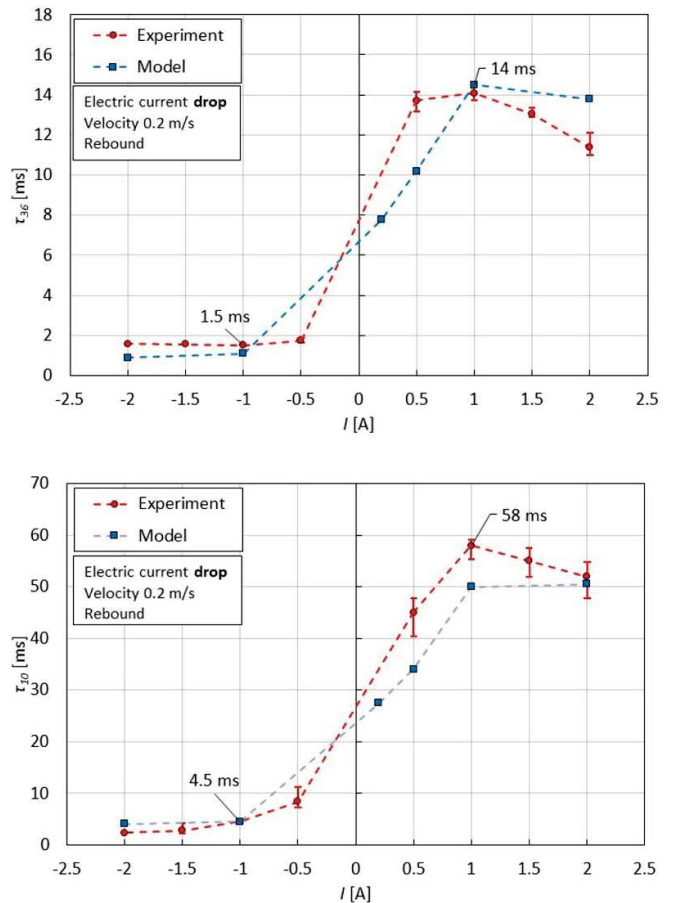 18
16
14
12
10
8
6
4
2
0
τ36 [ms]
Experiment
Model
Electric current drop
Velocity 0.2 m/s
Rebound
14 ms
1.5 ms
-2.5 -2 -1.5 -1 -0.5 0 0.5 1 1.5 2 2.5
I [A]
70
60
50
40
30
20
10
0
τ10 [ms]
Experiment
Model
Electric current drop
Velocity 0.2 m/s
Rebound
58 ms
4.5 ms
-2.5 -2 -1.5 -1 -0.5 0 0.5 1 1.5 2 2.5
I [A]